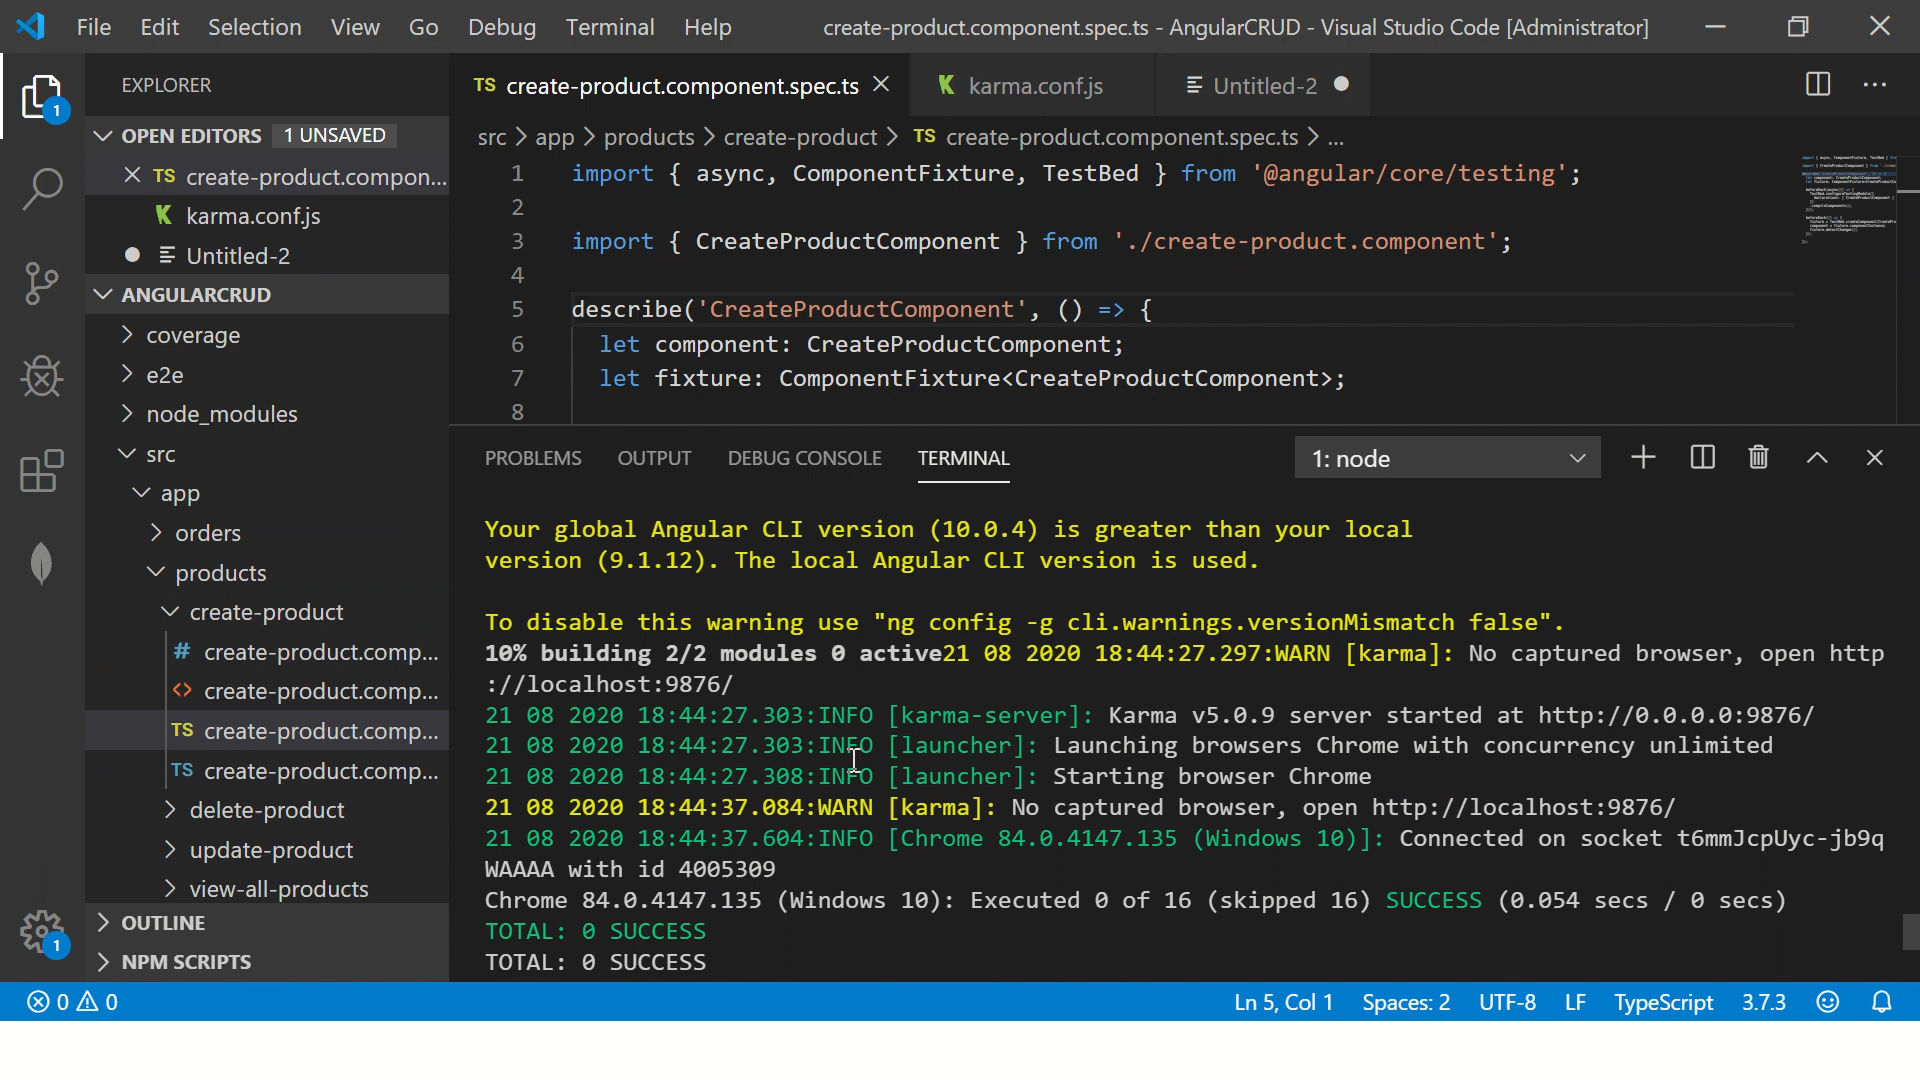 File Edit Selection View Go Debug Terminal Help create-product.component.spec.ts - AngularCRUD - Visual Studio Code [Administrator]
EXPLORER
OPEN EDITORS 1 UNSAVED
TS create-product.compon...
karma.conf.js
Untitled-2
ANGULARCRUD
coverage
e2e
node_modules
src
app
orders
products
create-product
# create-product.comp...
<> create-product.comp...
TS create-product.comp...
TS create-product.comp...
delete-product
update-product
view-all-products
OUTLINE
NPM SCRIPTS
1
1
TS create-product.component.spec.ts karma.conf.js Untitled-2
src > app > products > create-product > TS create-product.component.spec.ts > ...
1 import { async, ComponentFixture, TestBed } from '@angular/core/testing';
2
3 import { CreateProductComponent } from './create-product.component';
4
5 describe('CreateProductComponent', () => {
6 let component: CreateProductComponent;
7 let fixture: ComponentFixture<CreateProductComponent>;
8
PROBLEMS OUTPUT DEBUG CONSOLE TERMINAL 1: node
Your global Angular CLI version (10.0.4) is greater than your local
version (9.1.12). The local Angular CLI version is used.
To disable this warning use "ng config -g cli.warnings.versionMismatch false".
10% building 2/2 modules 0 active21 08 2020 18:44:27.297:WARN [karma]: No captured browser, open http
://localhost:9876/
21 08 2020 18:44:27.303:INFO [karma-server]: Karma v5.0.9 server started at http://0.0.0.0:9876/
21 08 2020 18:44:27.303:INFO [launcher]: Launching browsers Chrome with concurrency unlimited
21 08 2020 18:44:27.308:INFO [launcher]: Starting browser Chrome
21 08 2020 18:44:37.084:WARN [karma]: No captured browser, open http://localhost:9876/
21 08 2020 18:44:37.604:INFO [Chrome 84.0.4147.135 (Windows 10)]: Connected on socket t6mmJcpUyc-jb9q
WAAAA with id 4005309
Chrome 84.0.4147.135 (Windows 10): Executed 0 of 16 (skipped 16) SUCCESS (0.054 secs / 0 secs)
TOTAL: 0 SUCCESS
TOTAL: 0 SUCCESS
0 0 Ln 5, Col 1 Spaces: 2 UTF-8 LF TypeScript 3.7.3